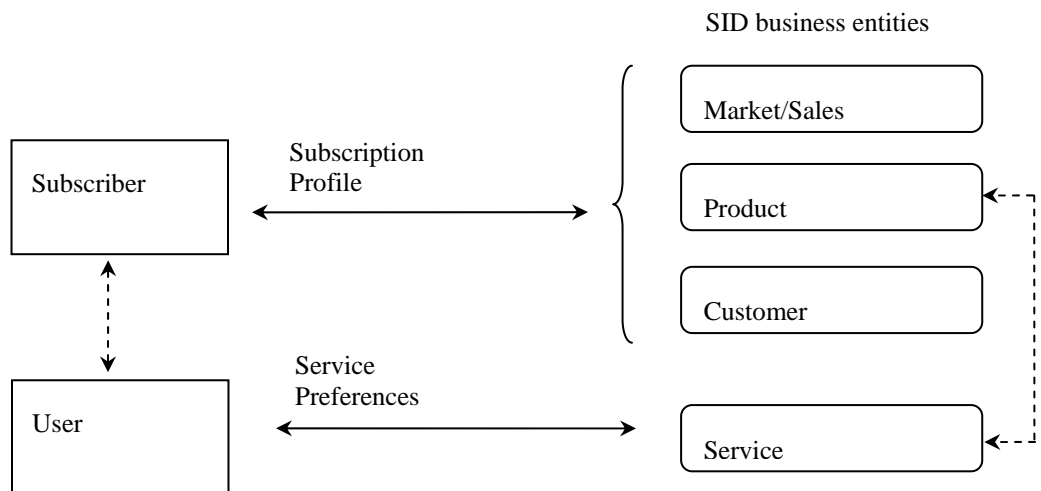 SID business entities
Market/Sales
Subscription
Profile
Subscriber
Product
Customer
Service
Preferences
User
Service